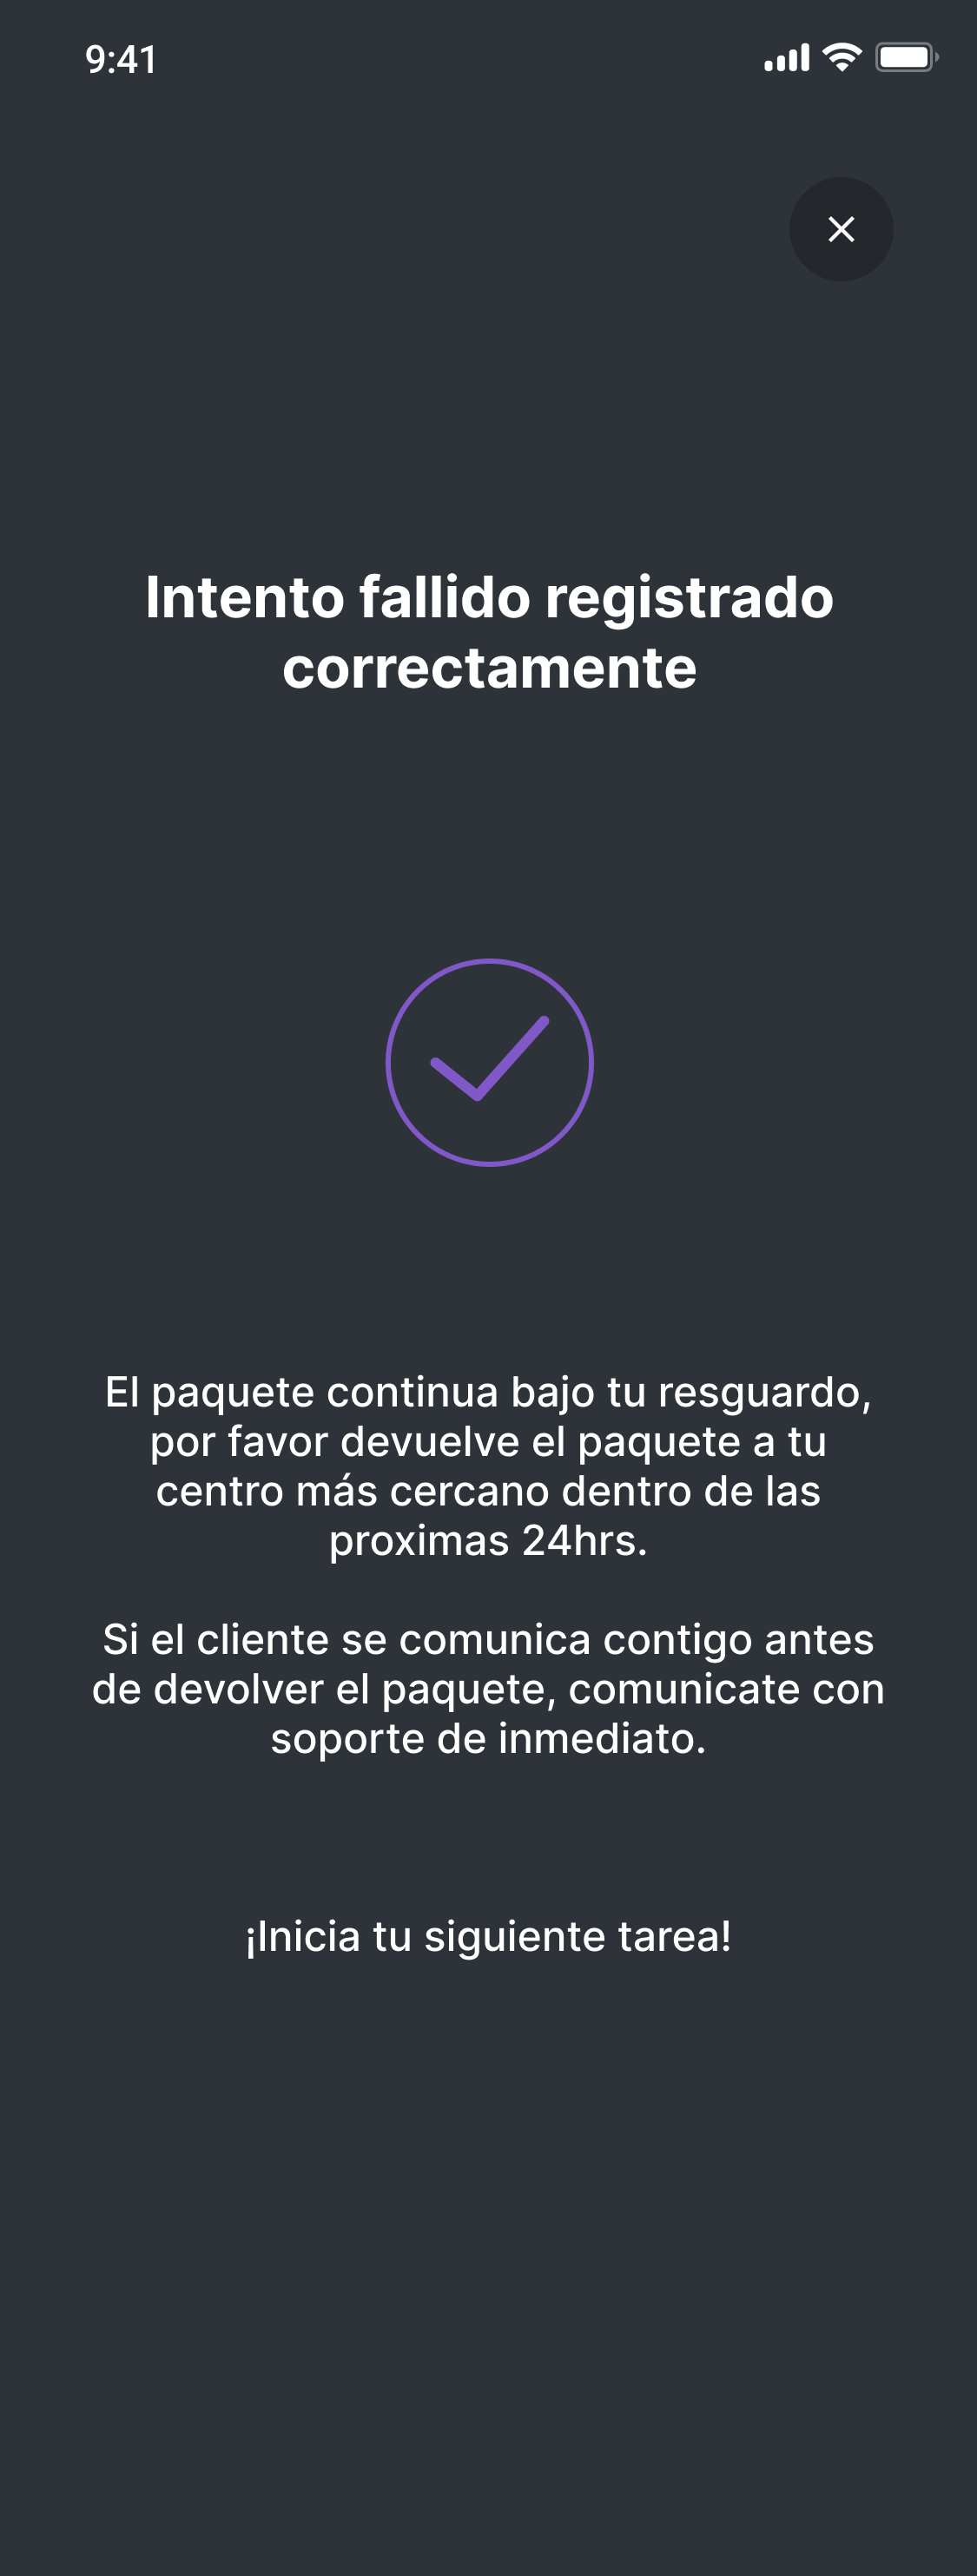 9:41
Intento fallido registrado
correctamente
El paquete continua bajo tu resguardo,
por favor devuelve el paquete a tu
centro más cercano dentro de las
proximas 24hrs.
Si el cliente se comunica contigo antes
de devolver el paquete, comunicate con
soporte de inmediato.
¡Inicia tu siguiente tarea!